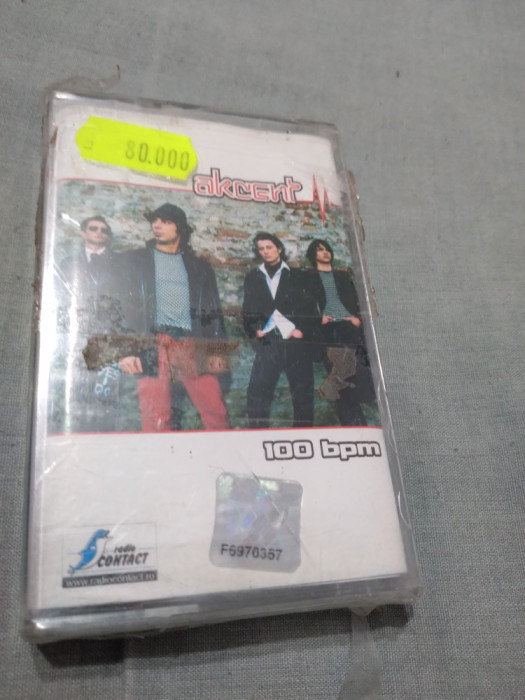 80.000
akcent
100 bpm
F6970357
radio
CONTACT
www.radiocontact.ro